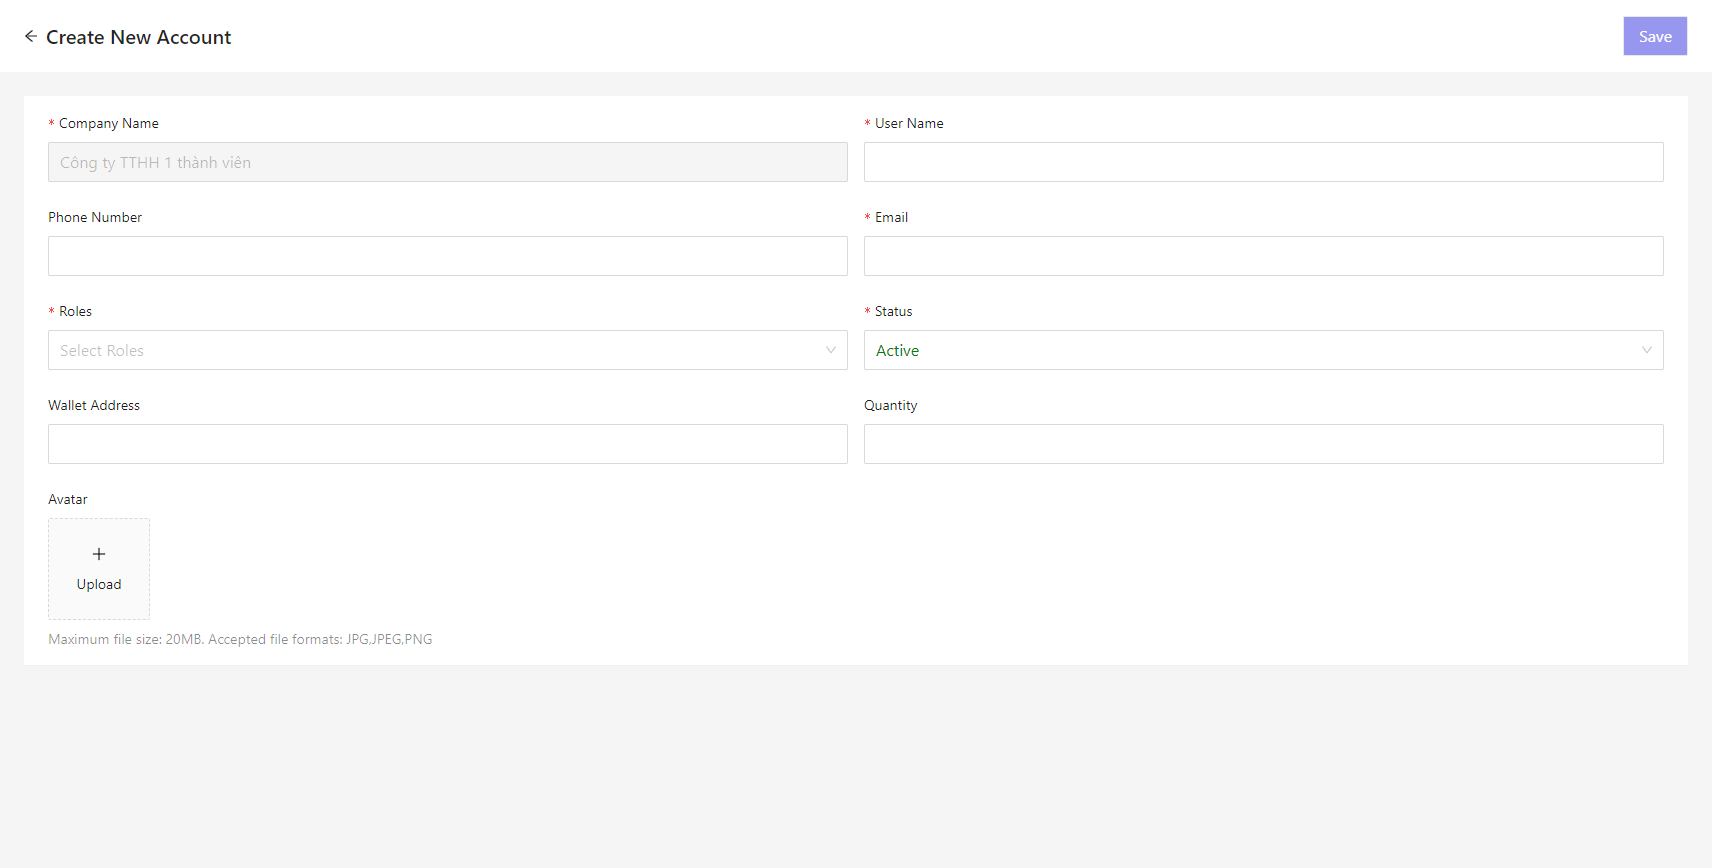 Create New Account
Save
* Company Name
* User Name
Công ty TTHH 1 thành viên
Phone Number
* Email
* Roles
* Status
Select Roles
Active
Wallet Address
Quantity
Avatar
+
Upload
Maximum file size: 20MB. Accepted file formats: JPG,JPEG,PNG